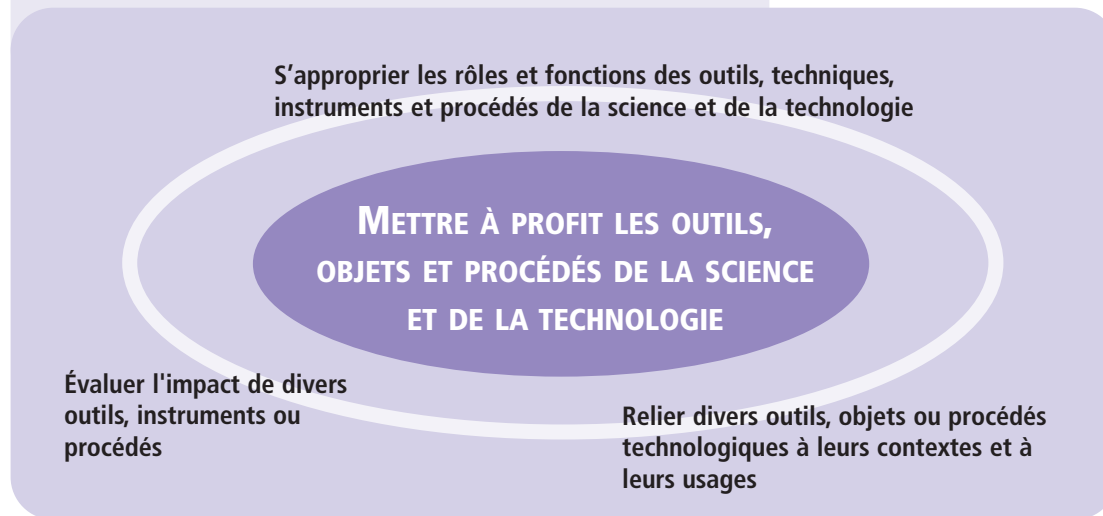 S’approprier les rôles et fonctions des outils, techniques,
instruments et procédés de la science et de la technologie
METTRE À PROFIT LES OUTILS,
OBJETS ET PROCÉDÉS DE LA SCIENCE
ET DE LA TECHNOLOGIE
Évaluer l'impact de divers
outils, instruments ou
procédés
Relier divers outils, objets ou procédés
technologiques à leurs contextes et à
leurs usages